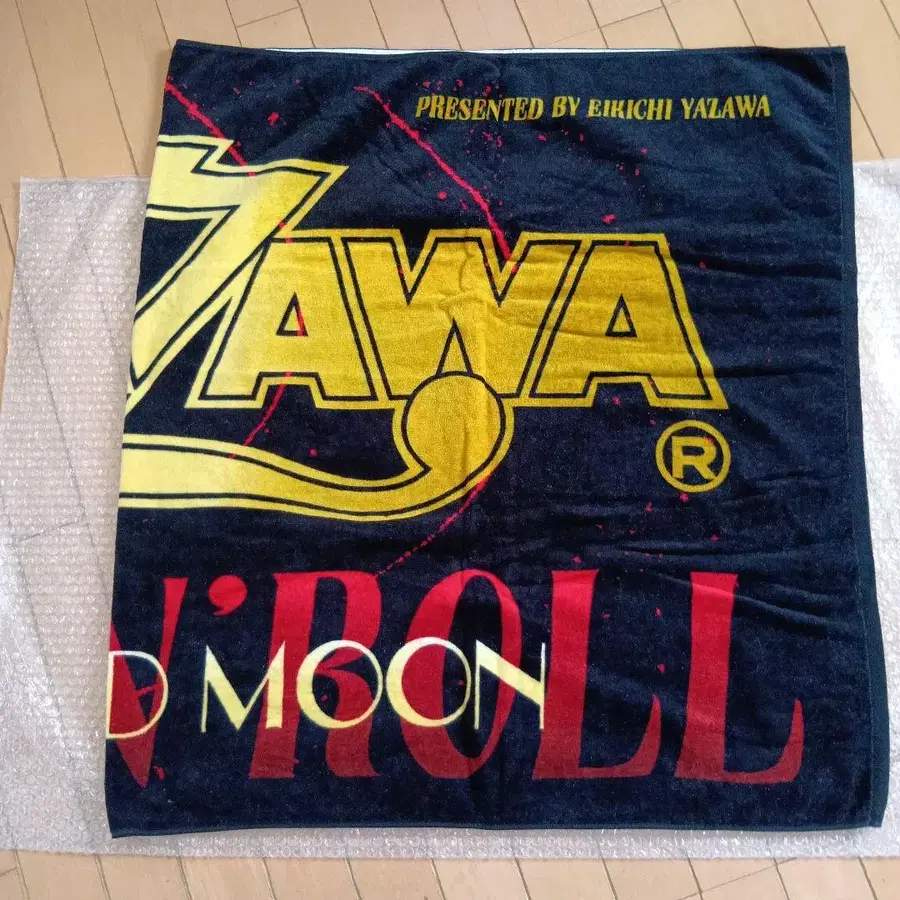 PRESENTED BY EIKICHI YAZAWA
ZAWA
®
N'ROLL
D MOON